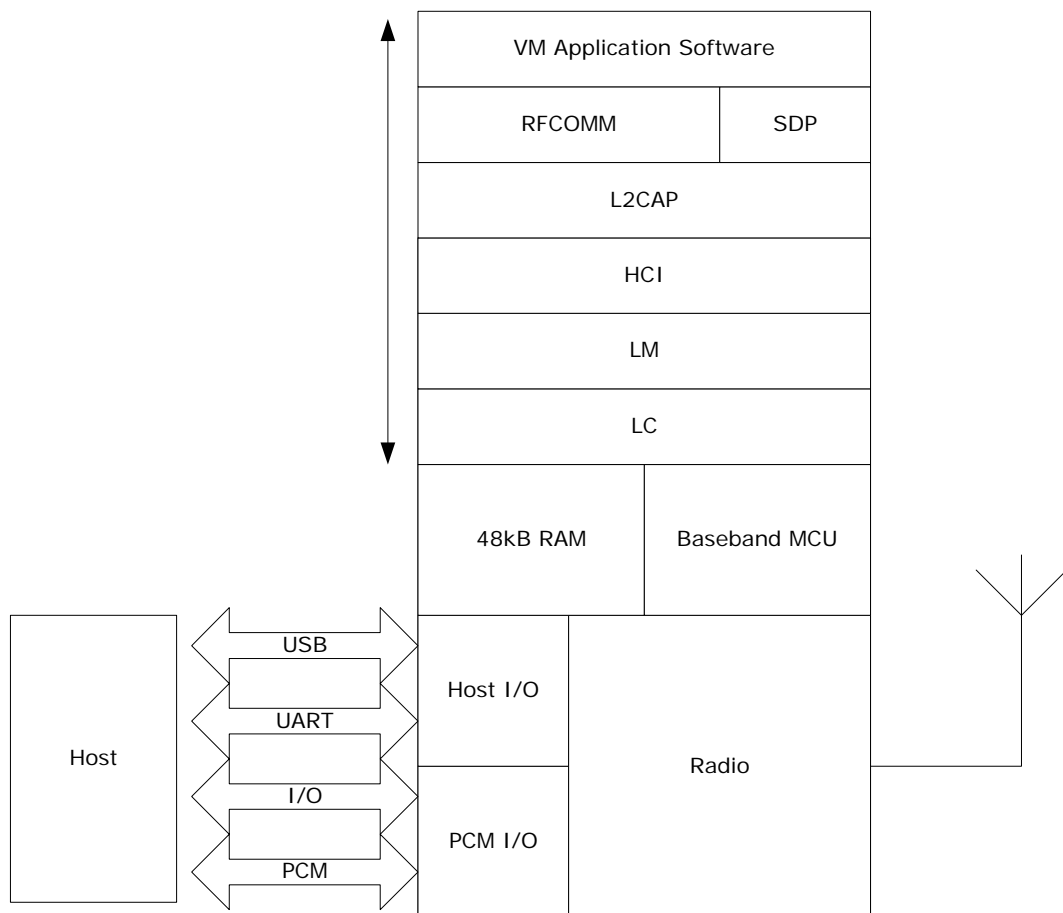 VM Application Software
RFCOMM
SDP
L2CAP
HCI
LM
LC
48kB RAM
Baseband MCU
USB
Host I/O
UART
Host
Radio
I/O
PCM I/O
PCM